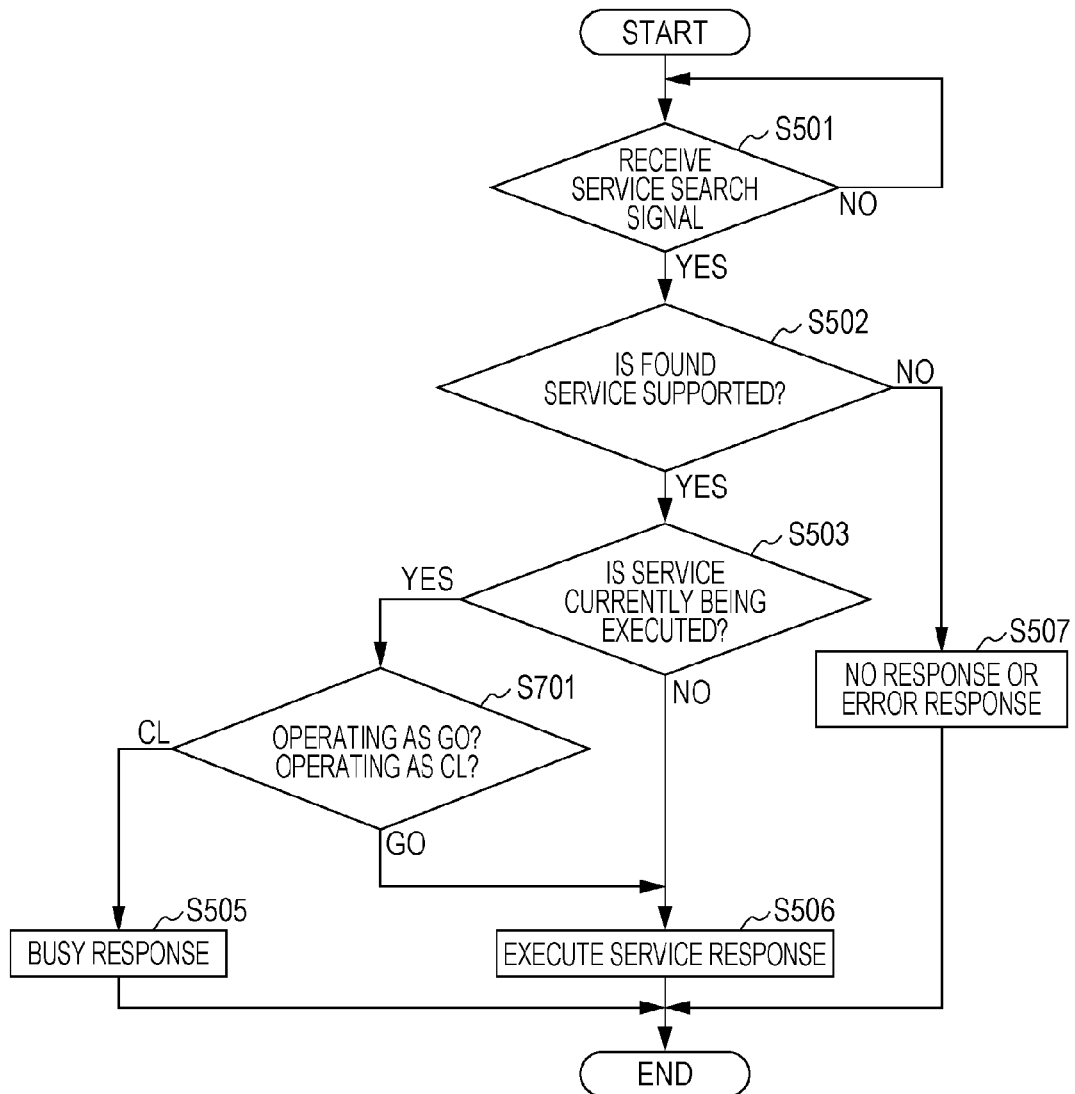 START
S501
RECEIVE
SERVICE SEARCH
SIGNAL
NO
YES
S502
IS FOUND
SERVICE SUPPORTED?
NO
YES
S503
YES
IS SERVICE
CURRENTLY BEING
EXECUTED?
NO
S507
NO RESPONSE OR
ERROR RESPONSE
S701
CL
OPERATING AS GO?
OPERATING AS CL?
GO
S505
BUSY RESPONSE
S506
EXECUTE SERVICE RESPONSE
END